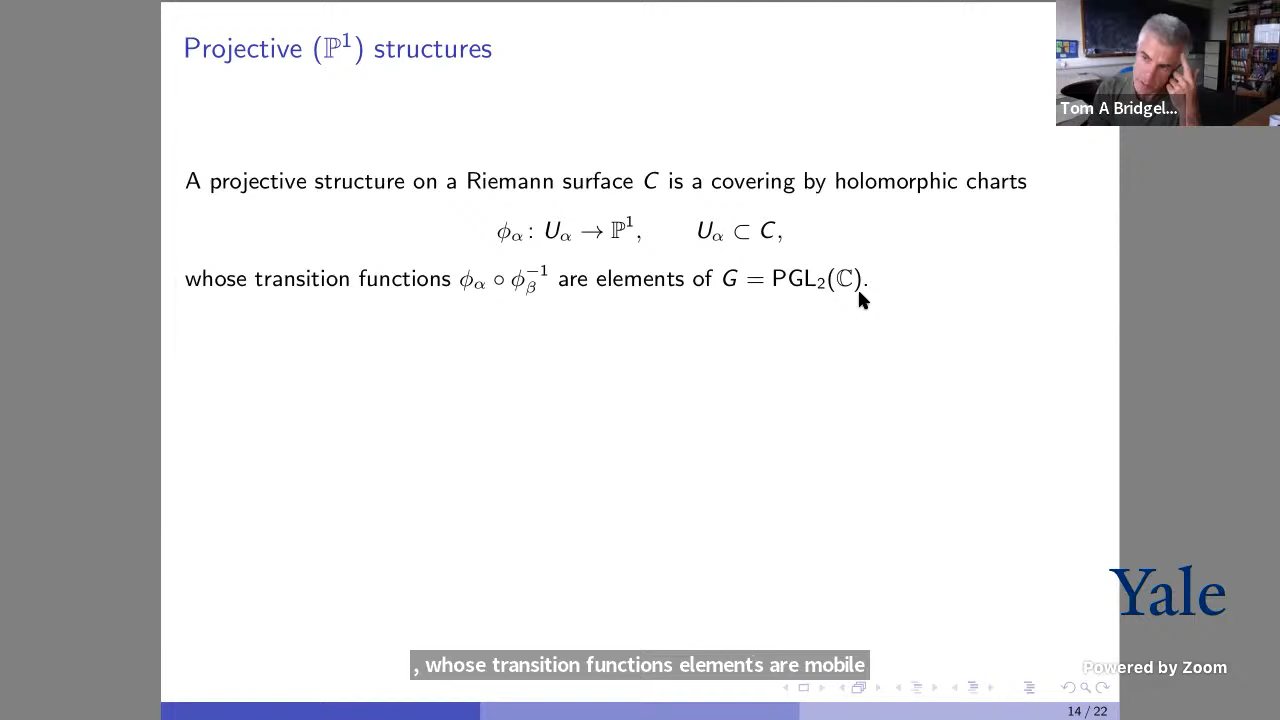 Projective (ℙ¹) structures
Tom A Bridgel...
A projective structure on a Riemann surface C is a covering by holomorphic charts
ϕ_α : U_α → ℙ¹, U_α ⊂ C,
whose transition functions ϕ_α ∘ ϕ_β^{-1} are elements of G = PGL₂(ℂ).
Yale
, whose transition functions elements are mobile
Powered by Zoom
14 / 22